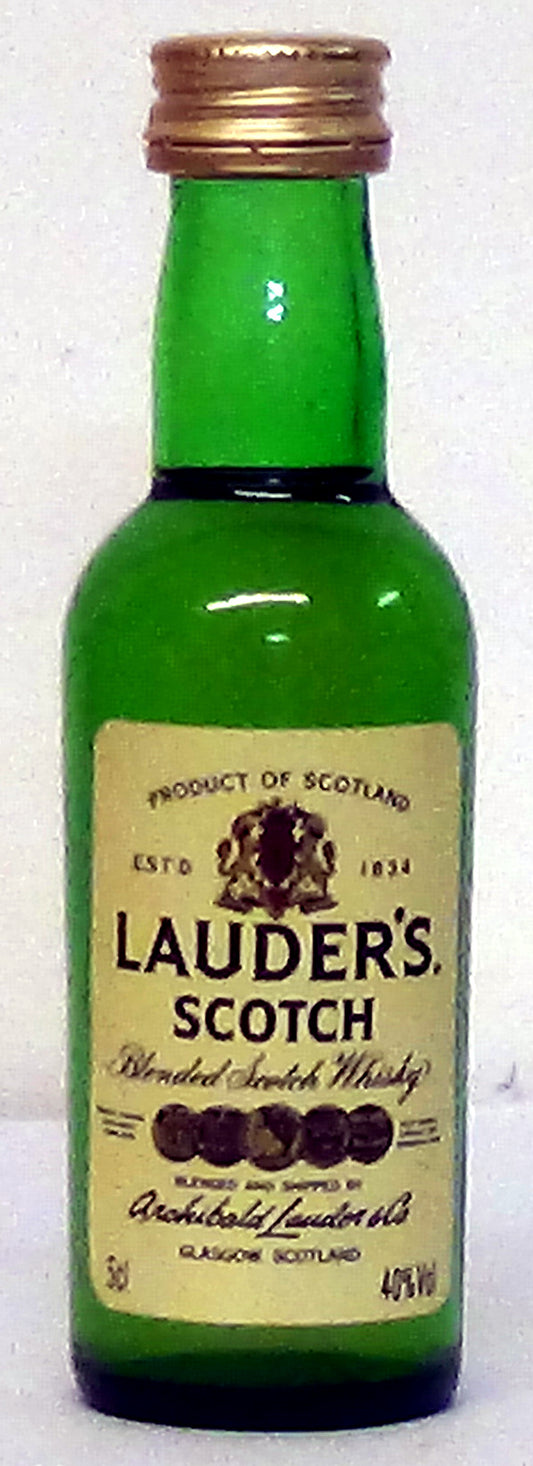 PRODUCT OF SCOTLAND
ESTD 1834
LAUDER'S.
SCOTCH
Blended Scotch Whisky
BLENDED AND SHIPPED BY
Archibald Lauder & Co
GLASGOW SCOTLAND
5cl 40% Vol